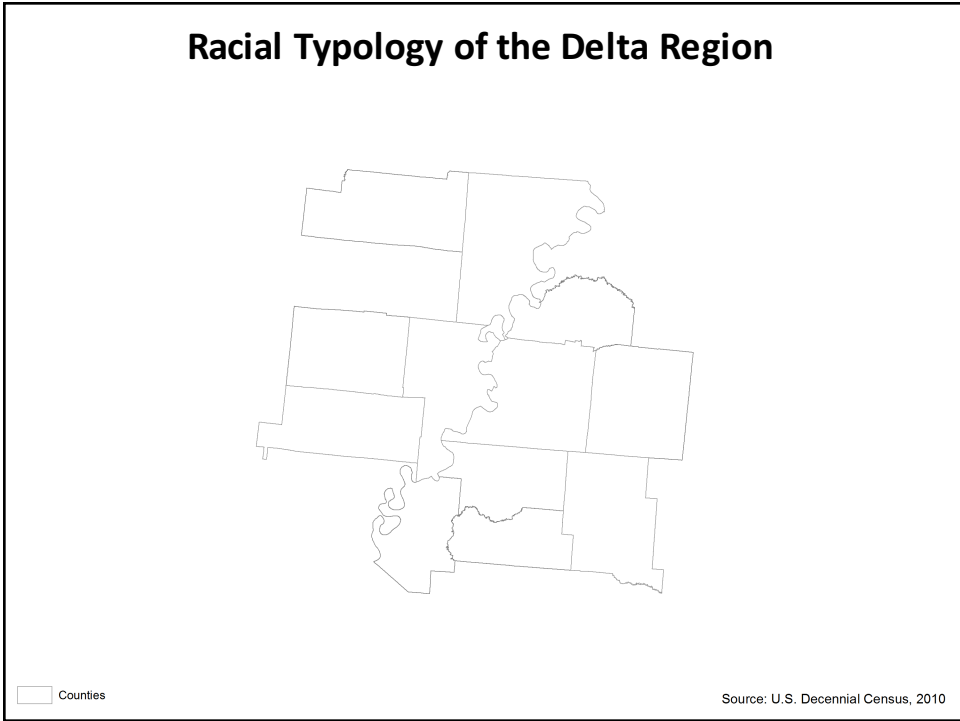 Racial Typology of the Delta Region
Counties
Source: U.S. Decennial Census, 2010